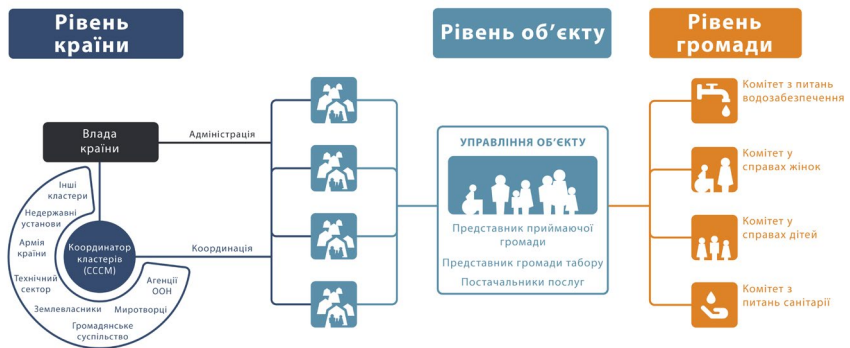 Рівень
країни
Рівень об’єкту
Рівень
громади
Влада
країни
Адміністрація
Інші
кластери
Недержавні
установи
Армія
країни
Технічний
сектор
Землевласники
Громадянське
суспільство
Миротворці
Агенції
ООН
Координатор
кластерів
(CCCM)
Координація
УПРАВЛІННЯ ОБ’ЄКТУ
Представник приймаючої
громади
Представник громади табору
Постачальники послуг
Комітет з питань
водозабезпечення
Комітет у
справах жінок
Комітет у
справах дітей
Комітет з
питань санітарії